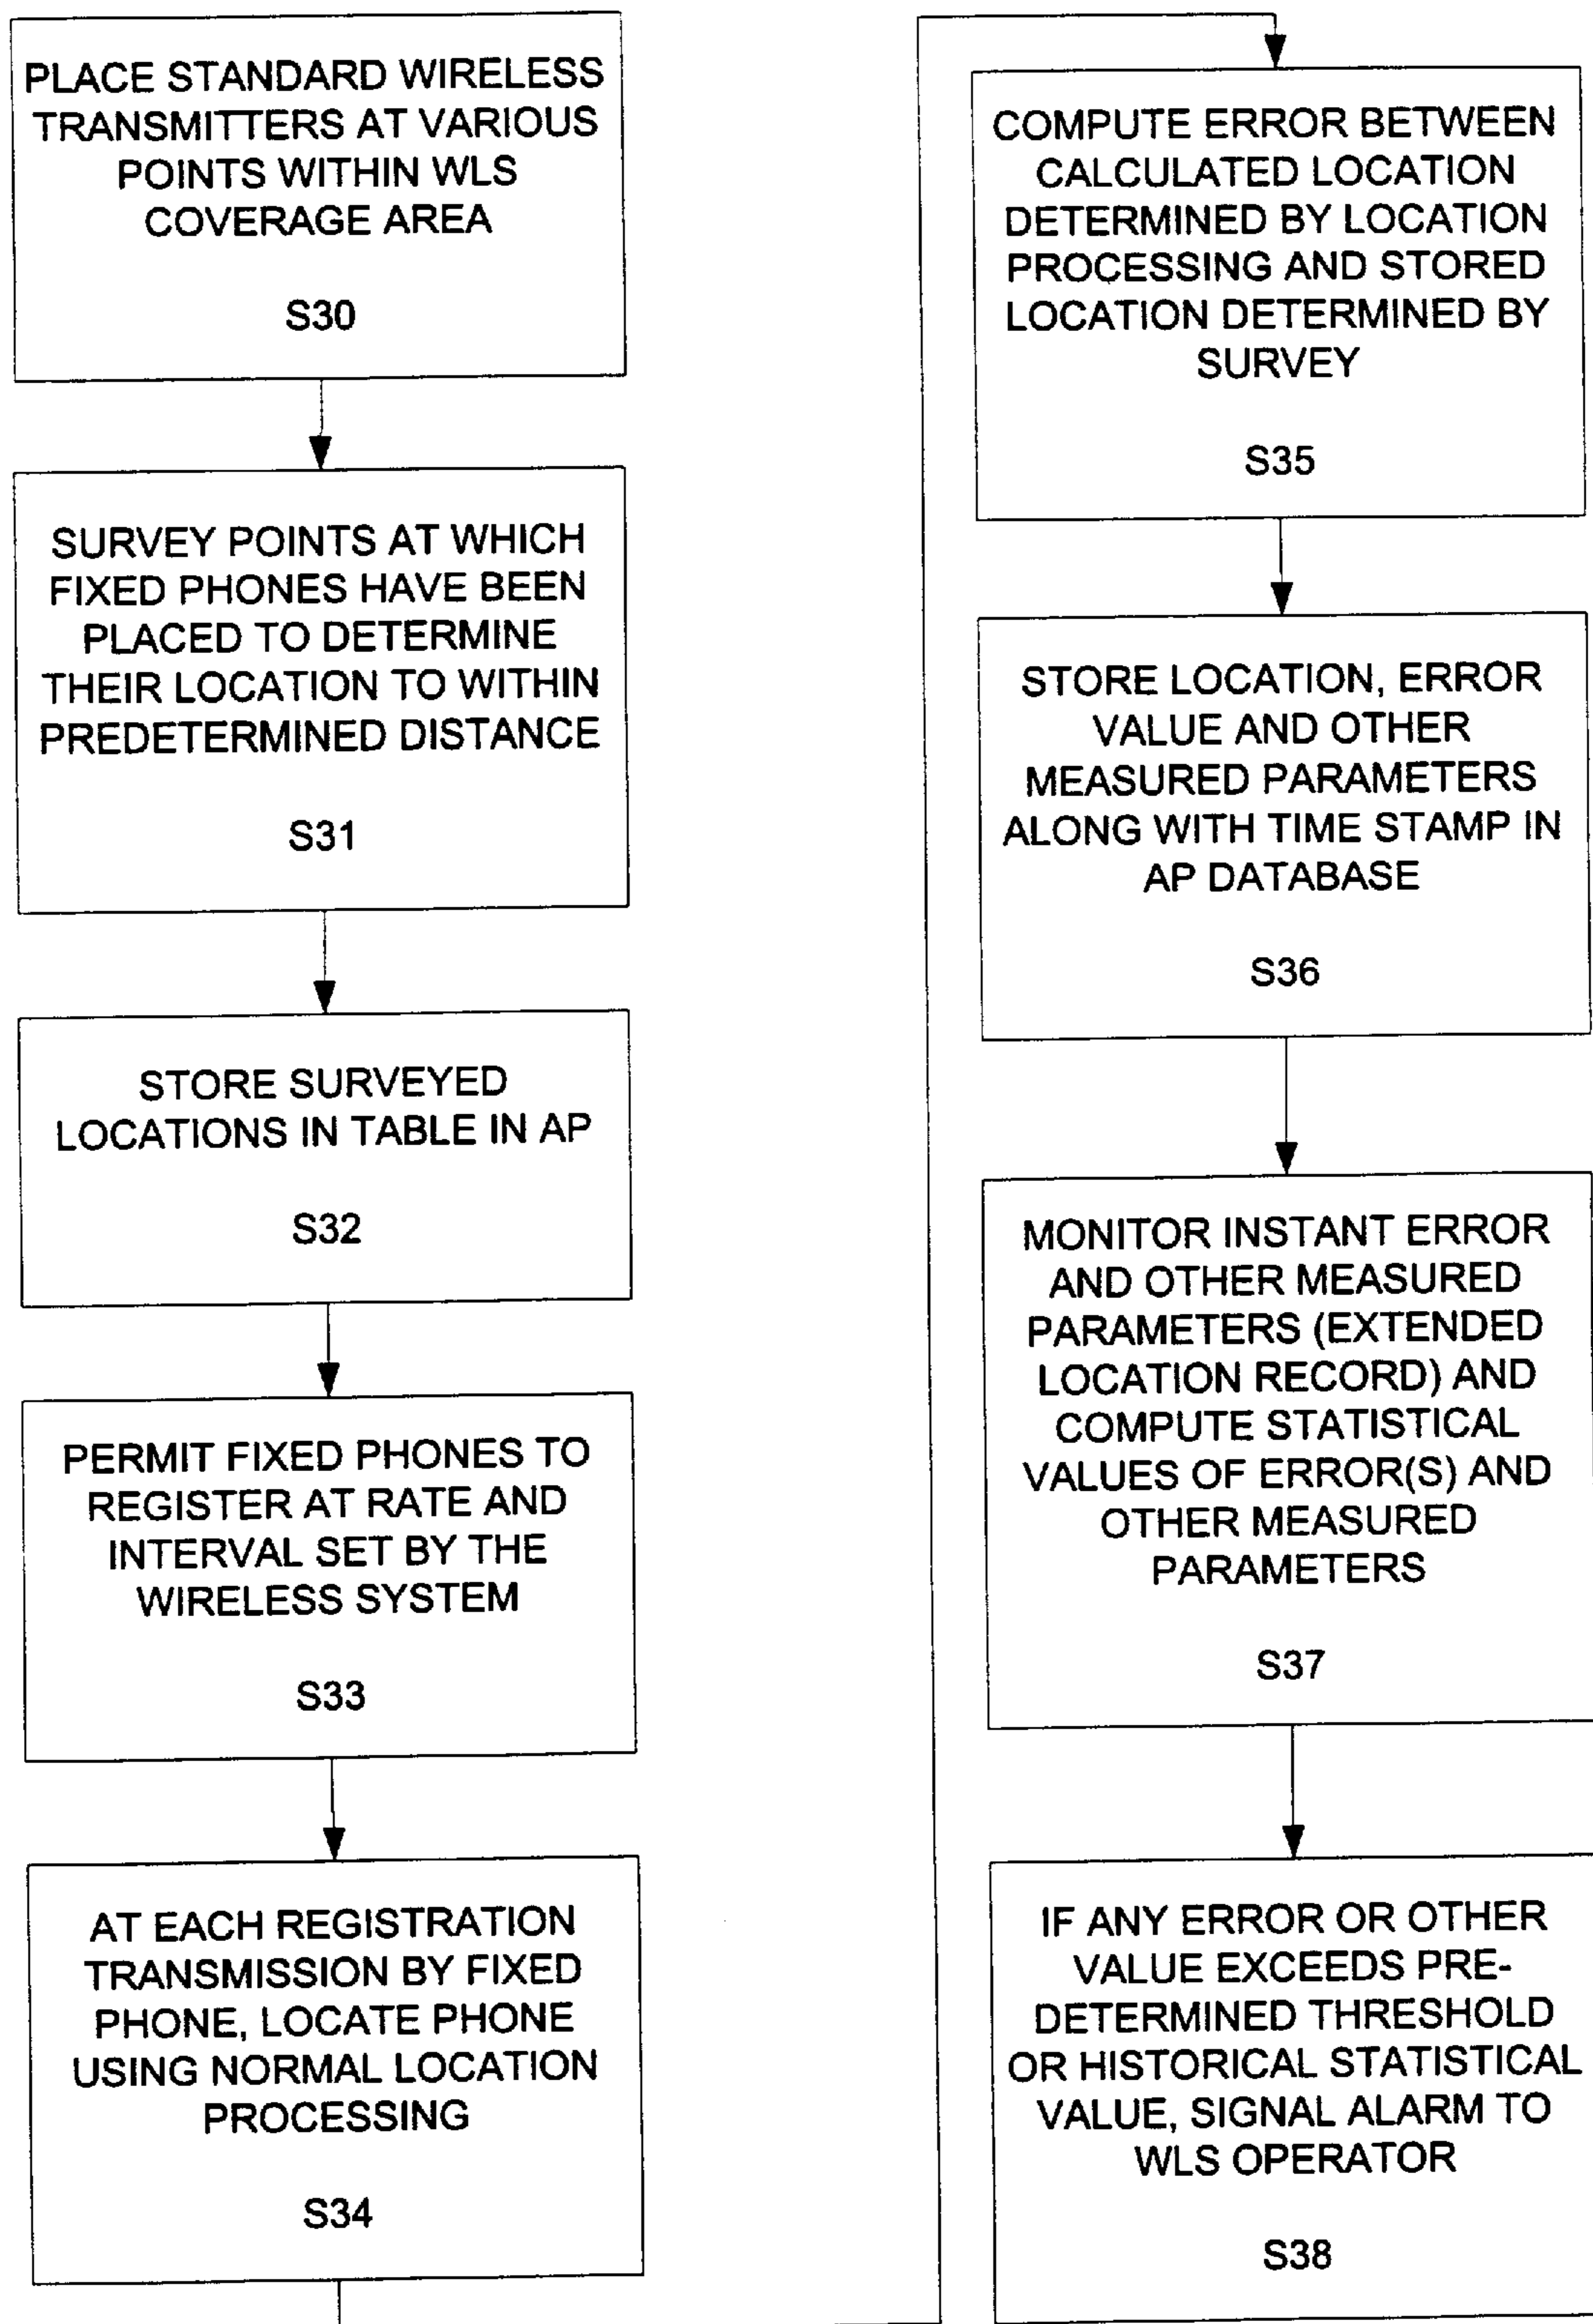 PLACE STANDARD WIRELESS
TRANSMITTERS AT VARIOUS
POINTS WITHIN WLS
COVERAGE AREA
S30
SURVEY POINTS AT WHICH
FIXED PHONES HAVE BEEN
PLACED TO DETERMINE
THEIR LOCATION TO WITHIN
PREDETERMINED DISTANCE
S31
STORE SURVEYED
LOCATIONS IN TABLE IN AP
S32
PERMIT FIXED PHONES TO
REGISTER AT RATE AND
INTERVAL SET BY THE
WIRELESS SYSTEM
S33
AT EACH REGISTRATION
TRANSMISSION BY FIXED
PHONE, LOCATE PHONE
USING NORMAL LOCATION
PROCESSING
S34
COMPUTE ERROR BETWEEN
CALCULATED LOCATION
DETERMINED BY LOCATION
PROCESSING AND STORED
LOCATION DETERMINED BY
SURVEY
S35
STORE LOCATION, ERROR
VALUE AND OTHER
MEASURED PARAMETERS
ALONG WITH TIME STAMP IN
AP DATABASE
S36
MONITOR INSTANT ERROR
AND OTHER MEASURED
PARAMETERS (EXTENDED
LOCATION RECORD) AND
COMPUTE STATISTICAL
VALUES OF ERROR(S) AND
OTHER MEASURED
PARAMETERS
S37
IF ANY ERROR OR OTHER
VALUE EXCEEDS PRE-
DETERMINED THRESHOLD
OR HISTORICAL STATISTICAL
VALUE, SIGNAL ALARM TO
WLS OPERATOR
S38